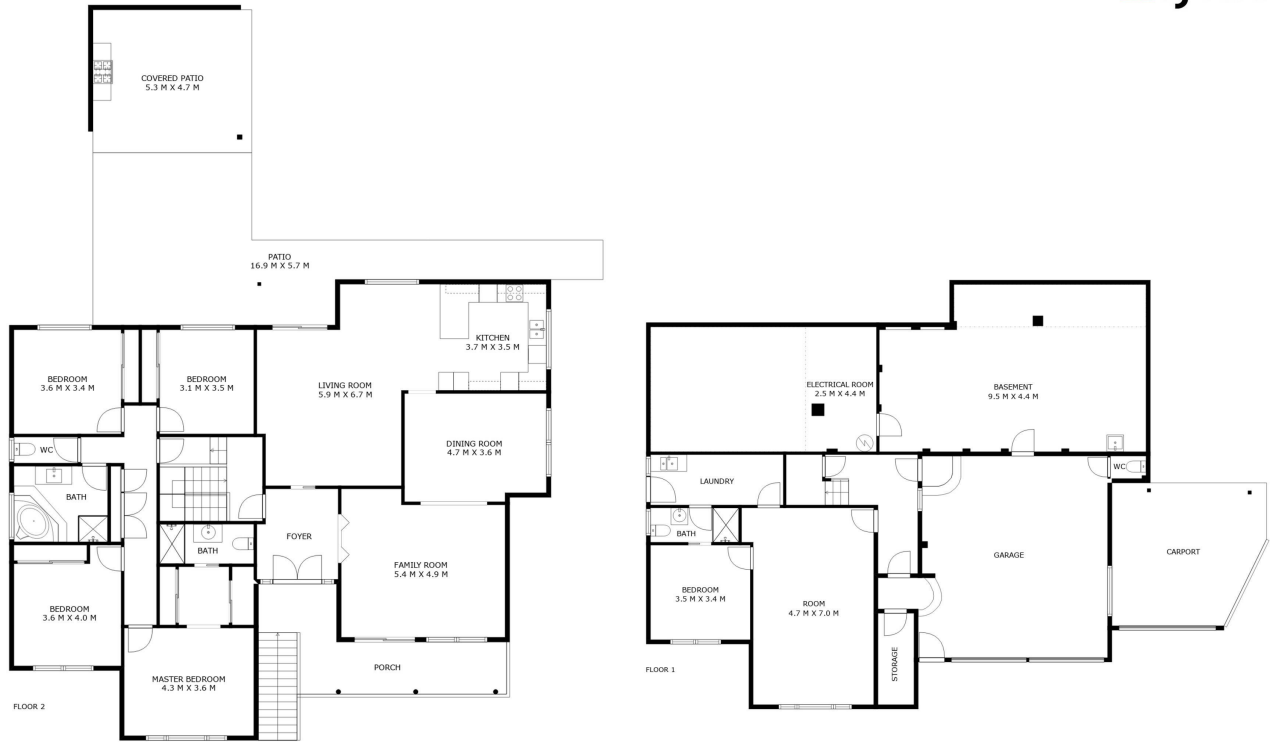 COVERED PATIO
5.3 M X 4.7 M
PATIO
16.9 M X 5.7 M
KITCHEN
3.7 M X 3.5 M
BEDROOM
3.6 M X 3.4 M
BEDROOM
3.1 M X 3.5 M
LIVING ROOM
5.9 M X 6.7 M
DINING ROOM
4.7 M X 3.6 M
WC
BATH
BATH
FOYER
FAMILY ROOM
5.4 M X 4.9 M
BEDROOM
3.6 M X 4.0 M
MASTER BEDROOM
4.3 M X 3.6 M
PORCH
FLOOR 2
ELECTRICAL ROOM
2.5 M X 4.4 M
BASEMENT
9.5 M X 4.4 M
WC
LAUNDRY
BATH
GARAGE
CARPORT
BEDROOM
3.5 M X 3.4 M
ROOM
4.7 M X 7.0 M
STORAGE
FLOOR 1